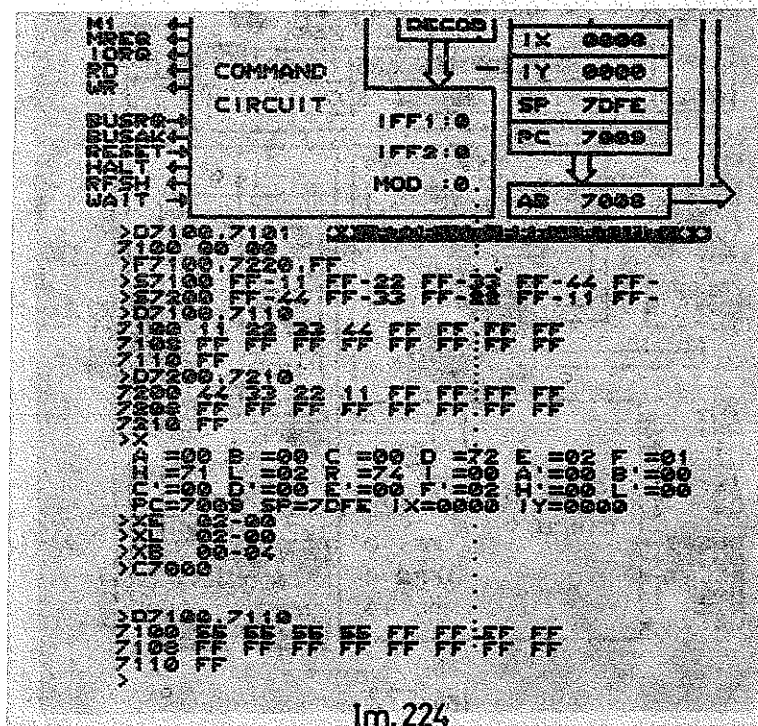 M1
MREQ
IORQ
RD
WR
BUSRQ
BUSAK
RESET
HALT
RFSH
WAIT
DECOD
COMMAND
CIRCUIT
IFF1:0
IFF2:0
MOD :0
IX 0000
IY 0000
SP 7DFE
PC 7009
AB 7008
>D7100,7101
7100 00 00
>F7100,7220,FF
>S7100 FF-11 FF-22 FF-33 FF-44 FF-
>S7200 FF-44 FF-33 FF-22 FF-11 FF-
>D7100,7110
7100 11 22 33 44 FF FF FF FF
7108 FF FF FF FF FF FF FF FF
7110 FF
>D7200,7210
7200 44 33 22 11 FF FF FF FF
7208 FF FF FF FF FF FF FF FF
7210 FF
>X
A =00 B =00 C =00 D =72 E =02 F =01
H =71 L =02 R =74 I =00 A'=00 B'=00
C'=00 D'=00 E'=00 F'=02 H'=00 L'=00
PC=7009 SP=7DFE IX=0000 IY=0000
>XE 02-00
>XL 02-00
>XB 00-04
>C7000
>D7100,7110
7100 55 55 55 55 FF FF FF FF
7108 FF FF FF FF FF FF FF FF
7110 FF
>
Im. 224